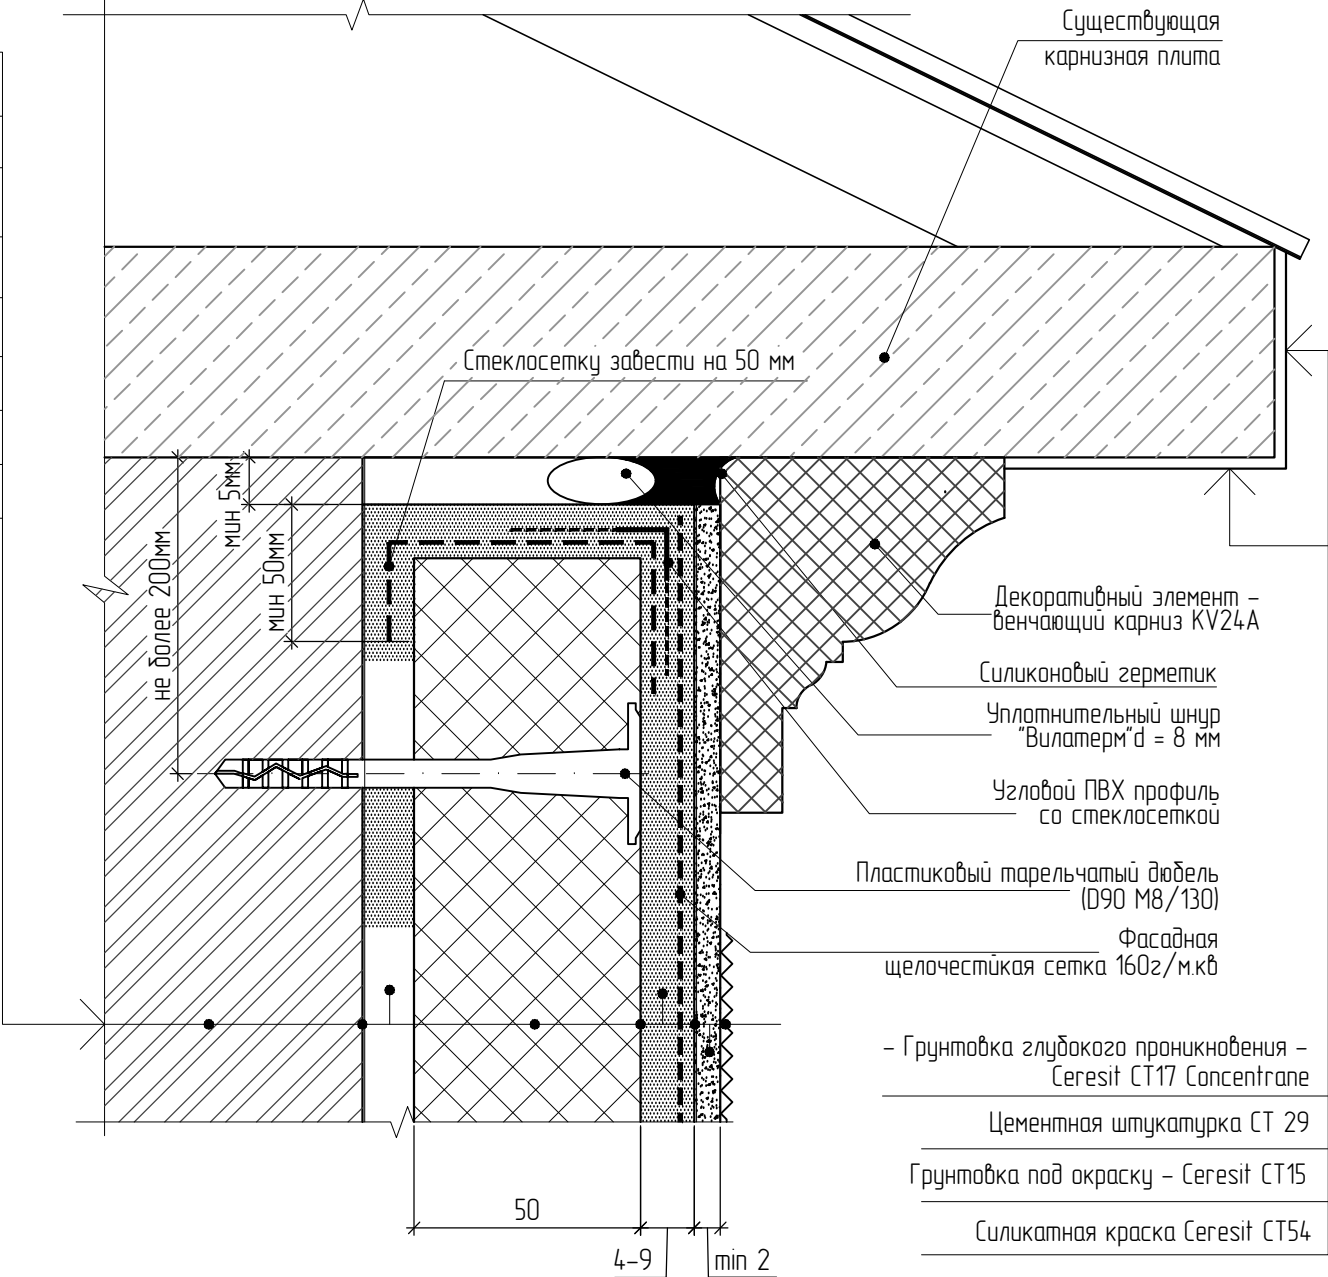 Существующая
карнизная плита
Стеклосетку завести на 50 мм
мин 5мм
не более 200мм
мин 50мм
Декоративный элемент –
венчающий карниз KV24A
Силиконовый герметик
Уплотнительный шнур
"Вилатерм"d = 8 мм
Угловой ПВХ профиль
со стеклосеткой
Пластиковый тарельчатый дюбель
(D90 М8/130)
Фасадная
щелочестйкая сетка 160г/м.кв
– Грунтовка глубокого проникновения –
Ceresit CT17 Concentrane
Цементная штукатурка СТ 29
Грунтовка под окраску – Ceresit CT15
Силикатная краска Ceresit CT54
50
4–9
min 2